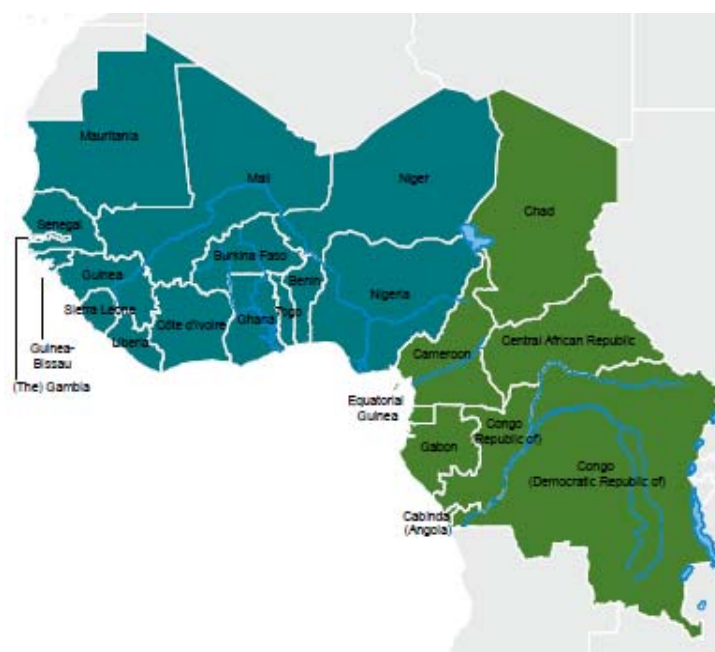 Mauritania
Mali
Niger
Chad
Senegal
Burkina Faso
Guinea
Benin
Nigeria
Sierra Leone
Côte d'Ivoire
Ghana
Togo
Liberia
Guinea-
Bissau
(The) Gambia
Cameroon
Central African Republic
Equatorial
Guinea
Congo
(Republic of)
Gabon
Congo
(Democratic Republic of)
Cabinda
(Angola)